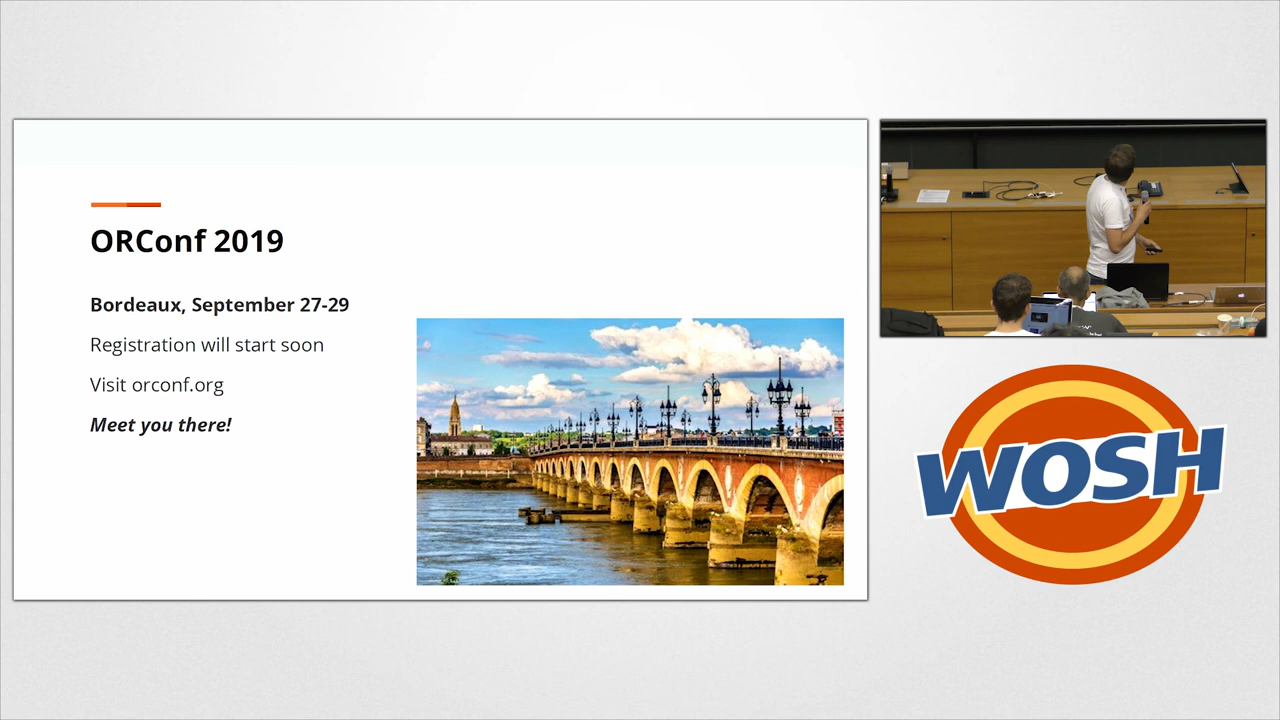 ORConf 2019
Bordeaux, September 27-29
Registration will start soon
Visit orconf.org
Meet you there!
WOSH